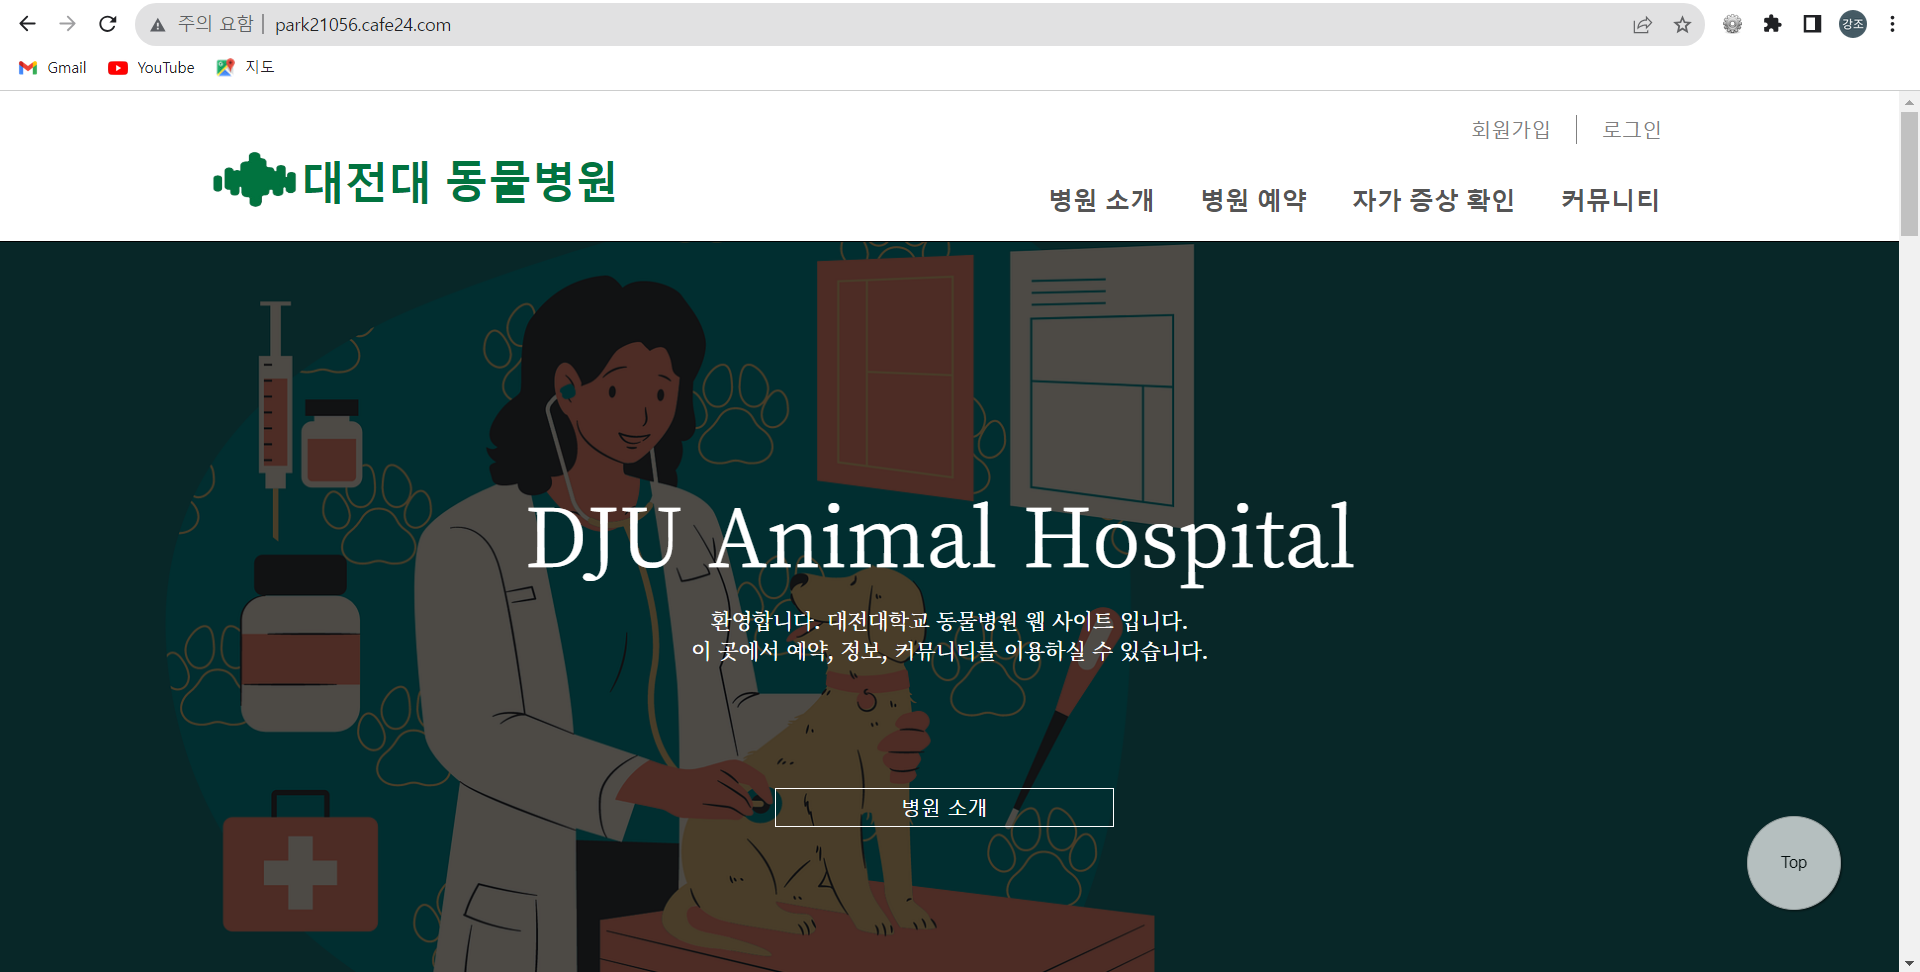 주의 요함 | park21056.cafe24.com
강조
Gmail YouTube 지도
회원가입 | 로그인
대전대 동물병원
병원 소개 병원 예약 자가 증상 확인 커뮤니티
DJU Animal Hospital
환영합니다. 대전대학교 동물병원 웹 사이트 입니다.
이 곳에서 예약, 정보, 커뮤니티를 이용하실 수 있습니다.
병원 소개
Top